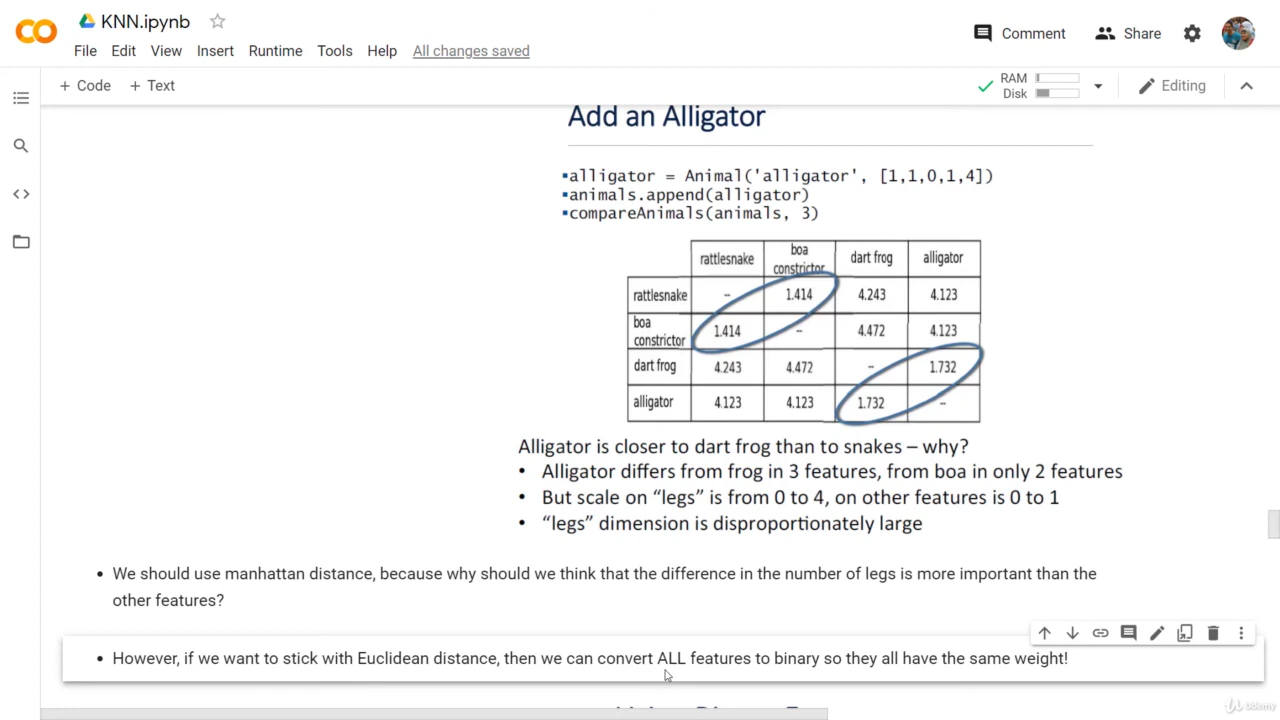 KNN.ipynb
File Edit View Insert Runtime Tools Help All changes saved
Comment Share
+ Code + Text
RAM
Disk
Editing
Add an Alligator
▪alligator = Animal('alligator', [1,1,0,1,4])
▪animals.append(alligator)
▪compareAnimals(animals, 3)
rattlesnake boa constrictor dart frog alligator
rattlesnake -- 1.414 4.243 4.123
boa constrictor 1.414 -- 4.472 4.123
dart frog 4.243 4.472 -- 1.732
alligator 4.123 4.123 1.732 --
Alligator is closer to dart frog than to snakes – why?
• Alligator differs from frog in 3 features, from boa in only 2 features
• But scale on “legs” is from 0 to 4, on other features is 0 to 1
• “legs” dimension is disproportionately large
• We should use manhattan distance, because why should we think that the difference in the number of legs is more important than the
other features?
• However, if we want to stick with Euclidean distance, then we can convert ALL features to binary so they all have the same weight!
Udemy